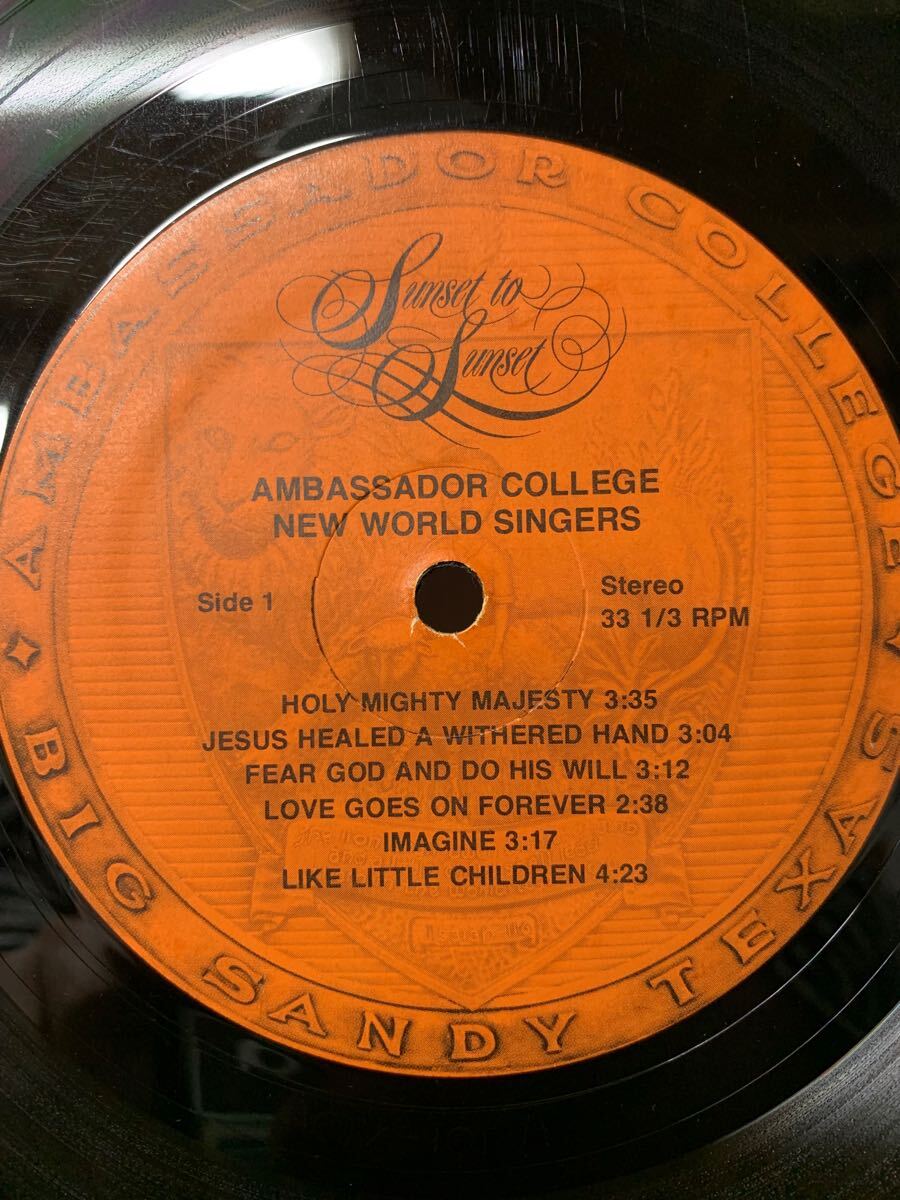 AMBASSADOR COLLEGE
Sunset to
Sunset
AMBASSADOR COLLEGE
NEW WORLD SINGERS
Side 1
Stereo
33 1/3 RPM
HOLY MIGHTY MAJESTY 3:35
JESUS HEALED A WITHERED HAND 3:04
FEAR GOD AND DO HIS WILL 3:12
LOVE GOES ON FOREVER 2:38
IMAGINE 3:17
LIKE LITTLE CHILDREN 4:23
BIG SANDY TEXAS